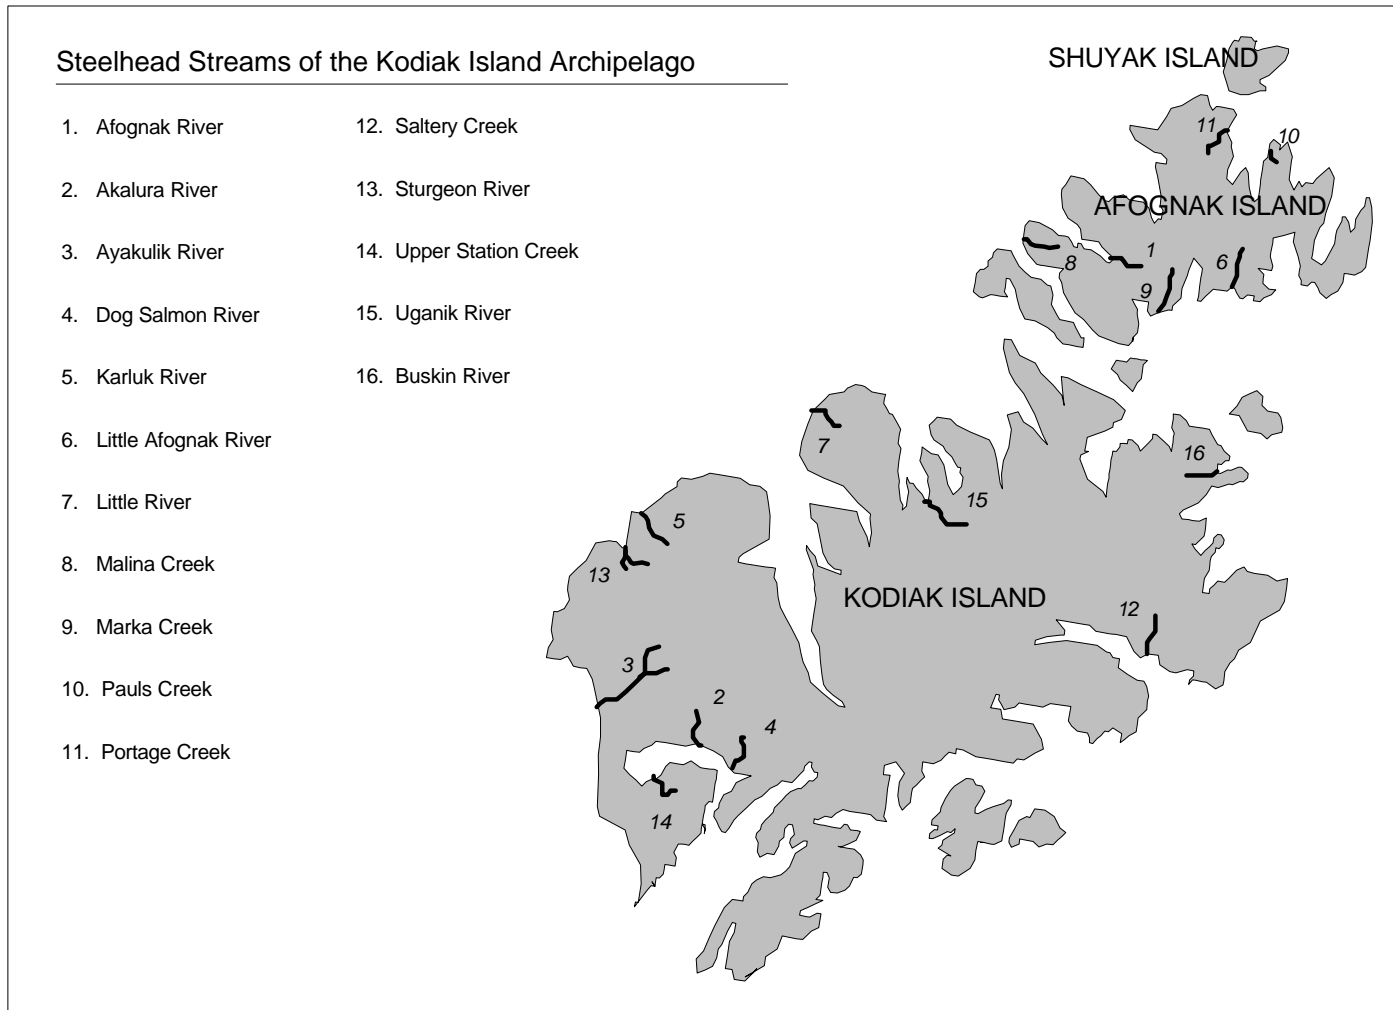 Steelhead Streams of the Kodiak Island Archipelago
1. Afognak River
2. Akalura River
3. Ayakulik River
4. Dog Salmon River
5. Karluk River
6. Little Afognak River
7. Little River
8. Malina Creek
9. Marka Creek
10. Pauls Creek
11. Portage Creek
12. Saltery Creek
13. Sturgeon River
14. Upper Station Creek
15. Uganik River
16. Buskin River
SHUYAK ISLAND
11
10
AFOGNAK ISLAND
1
8
6
9
7
16
15
5
13
KODIAK ISLAND
12
3
2
4
14